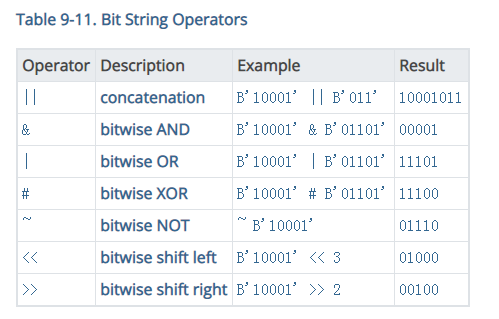 Table 9-11. Bit String Operators
Operator Description Example Result
|| concatenation B'10001' || B'011' 10001011
& bitwise AND B'10001' & B'01101' 00001
| bitwise OR B'10001' | B'01101' 11101
# bitwise XOR B'10001' # B'01101' 11100
~ bitwise NOT ~ B'10001' 01110
<< bitwise shift left B'10001' << 3 01000
>> bitwise shift right B'10001' >> 2 00100